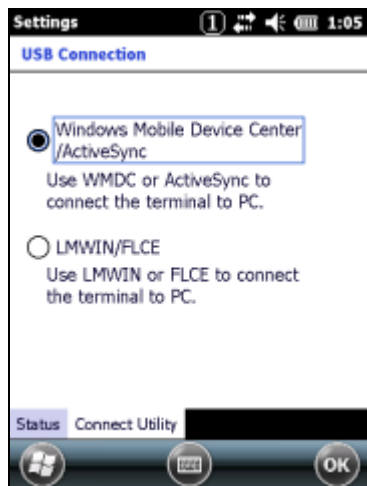 Settings 1 1:05
USB Connection
Windows Mobile Device Center
/ActiveSync
Use WMDC or ActiveSync to
connect the terminal to PC.
LMWIN/FLCE
Use LMWIN or FLCE to connect
the terminal to PC.
Status Connect Utility
OK